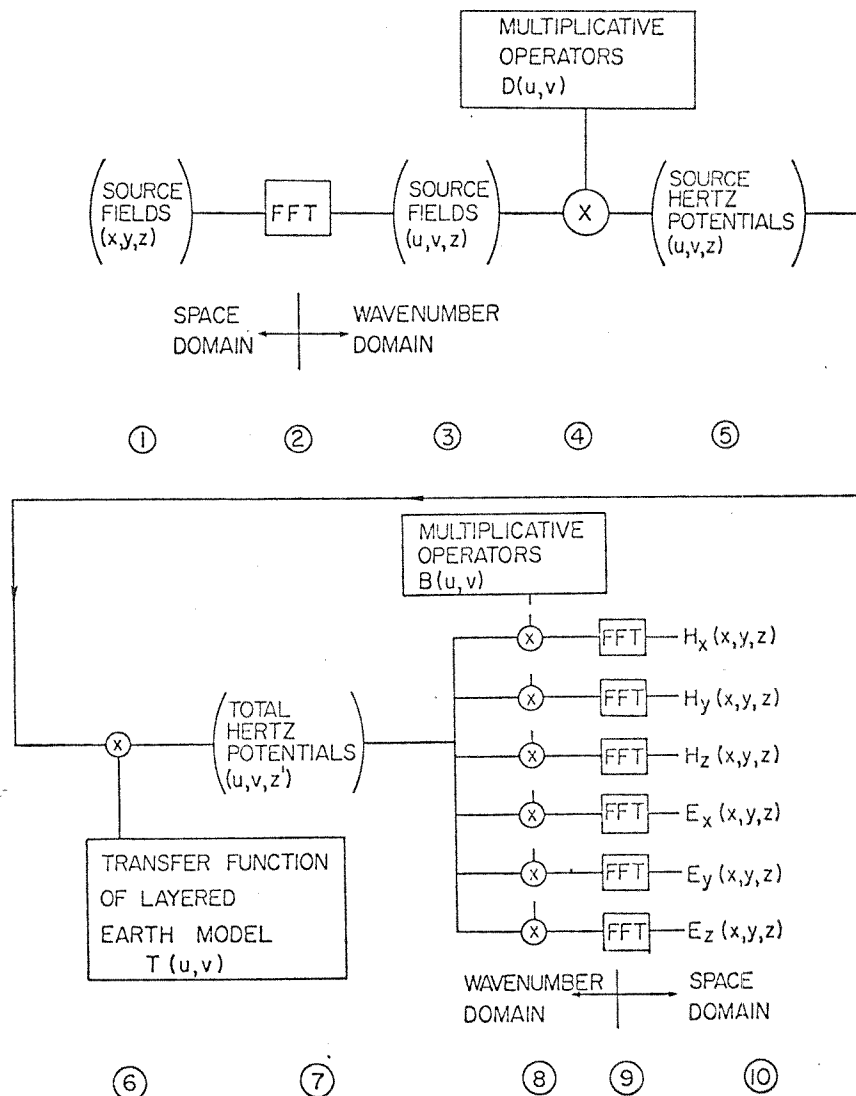 MULTIPLICATIVE
OPERATORS
D(u,v)
SOURCE
FIELDS
(x,y,z)
FFT
SOURCE
FIELDS
(u,v,z)
X
SOURCE
HERTZ
POTENTIALS
(u,v,z)
SPACE
DOMAIN
WAVENUMBER
DOMAIN
①
②
③
④
⑤
MULTIPLICATIVE
OPERATORS
B(u,v)
X
FFT
Hx(x,y,z)
X
FFT
Hy(x,y,z)
X
TOTAL
HERTZ
POTENTIALS
(u,v,z')
X
FFT
Hz(x,y,z)
X
FFT
Ex(x,y,z)
X
FFT
Ey(x,y,z)
X
FFT
Ez(x,y,z)
TRANSFER FUNCTION
OF LAYERED
EARTH MODEL
T(u,v)
WAVENUMBER
DOMAIN
SPACE
DOMAIN
⑥
⑦
⑧
⑨
⑩